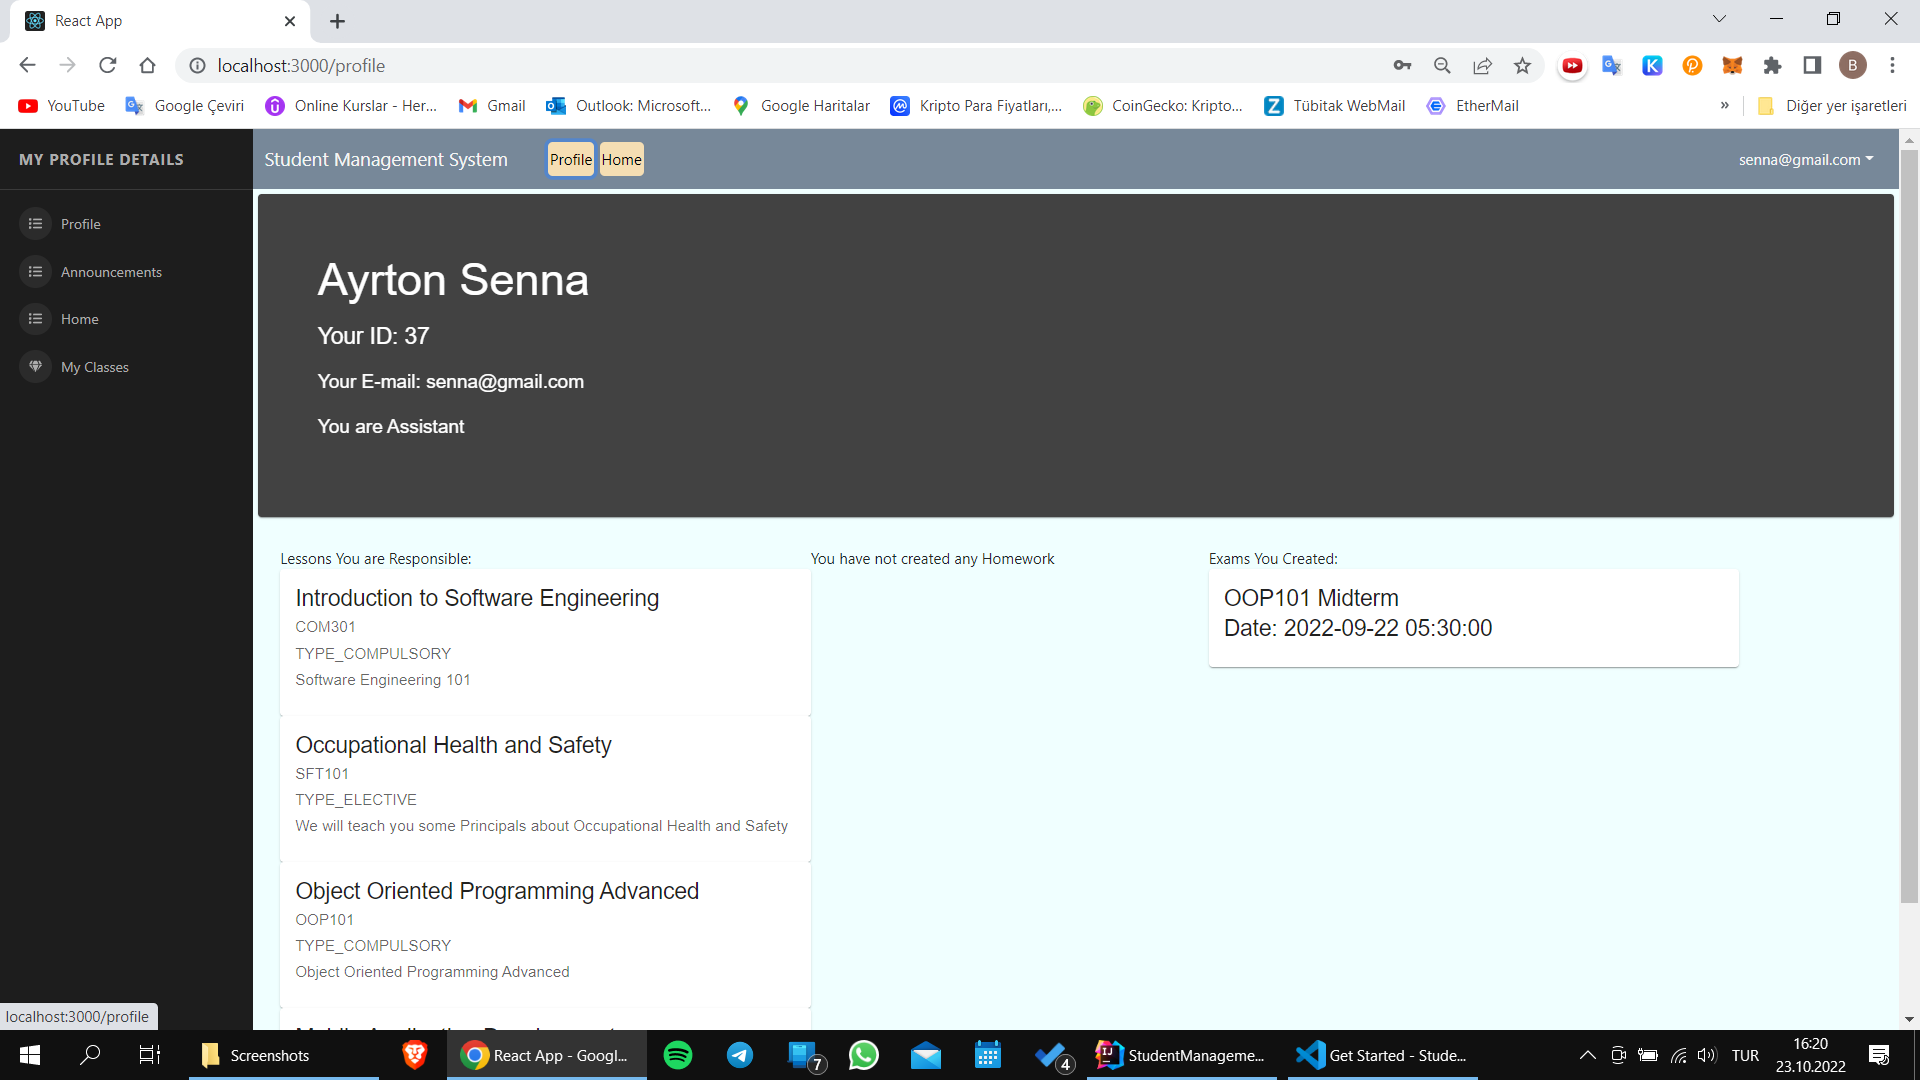 React App
localhost:3000/profile
B
YouTube
Google Çeviri
Online Kurslar - Her...
Gmail
Outlook: Microsoft...
Google Haritalar
Kripto Para Fiyatları,...
CoinGecko: Kripto...
Tübitak WebMail
EtherMail
»
Diğer yer işaretleri
MY PROFILE DETAILS
Profile
Announcements
Home
My Classes
Student Management System
Profile
Home
senna@gmail.com
Ayrton Senna
Your ID: 37
Your E-mail: senna@gmail.com
You are Assistant
Lessons You are Responsible:
Introduction to Software Engineering
COM301
TYPE_COMPULSORY
Software Engineering 101
Occupational Health and Safety
SFT101
TYPE_ELECTIVE
We will teach you some Principals about Occupational Health and Safety
Object Oriented Programming Advanced
OOP101
TYPE_COMPULSORY
Object Oriented Programming Advanced
You have not created any Homework
Exams You Created:
OOP101 Midterm
Date: 2022-09-22 05:30:00
localhost:3000/profile
Screenshots
React App - Googl...
7
4
StudentManageme...
Get Started - Stude...
TUR
16:20
23.10.2022